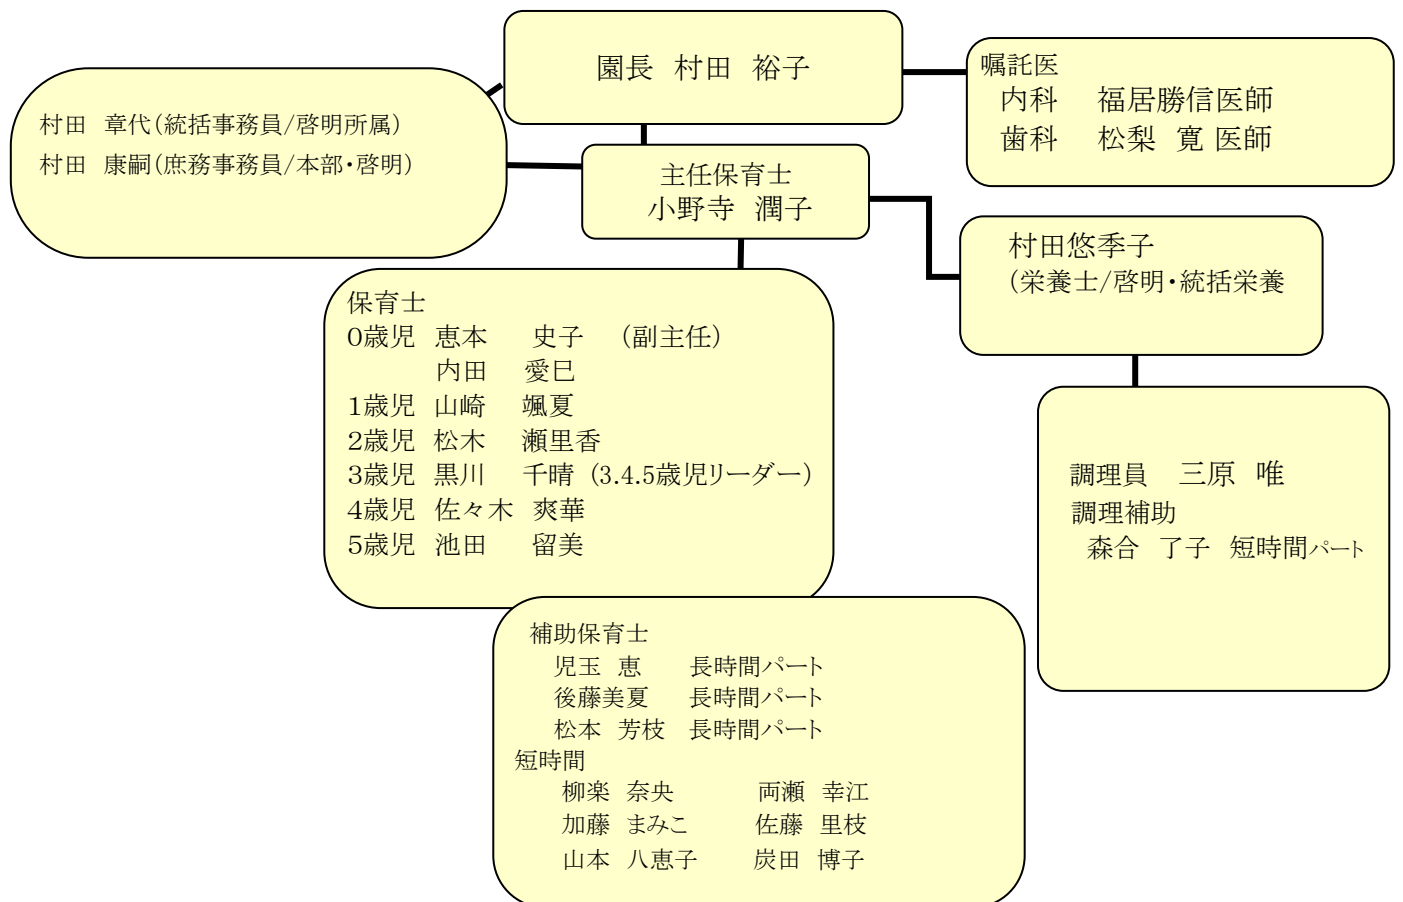 園長 村田 裕子
嘱託医
内科 福居勝信医師
歯科 松梨 寛 医師
村田 章代(統括事務員/啓明所属)
村田 康嗣(庶務事務員/本部・啓明)
主任保育士
小野寺 潤子
村田悠季子
(栄養士/啓明・統括栄養
保育士
0歳児 恵本 史子 (副主任)
内田 愛巳
1歳児 山崎 颯夏
2歳児 松木 瀬里香
3歳児 黒川 千晴 (3.4.5歳児リーダー)
4歳児 佐々木 爽華
5歳児 池田 留美
調理員 三原 唯
調理補助
森合 了子 短時間パート
補助保育士
児玉 恵 長時間パート
後藤美夏 長時間パート
松本 芳枝 長時間パート
短時間
柳楽 奈央 両瀬 幸江
加藤 まみこ 佐藤 里枝
山本 八恵子 炭田 博子